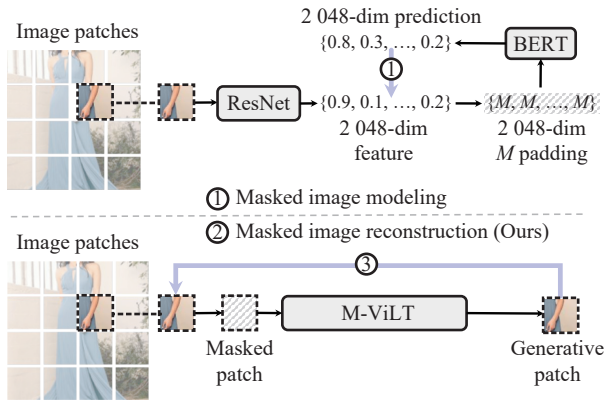 Image patches
2 048-dim prediction
{0.8, 0.3, …, 0.2}
BERT
1
ResNet
{0.9, 0.1, …, 0.2}
{M, M, …, M}
2 048-dim
feature
2 048-dim
M padding
1 Masked image modeling
2 Masked image reconstruction (Ours)
Image patches
3
M-ViLT
Masked
patch
Generative
patch